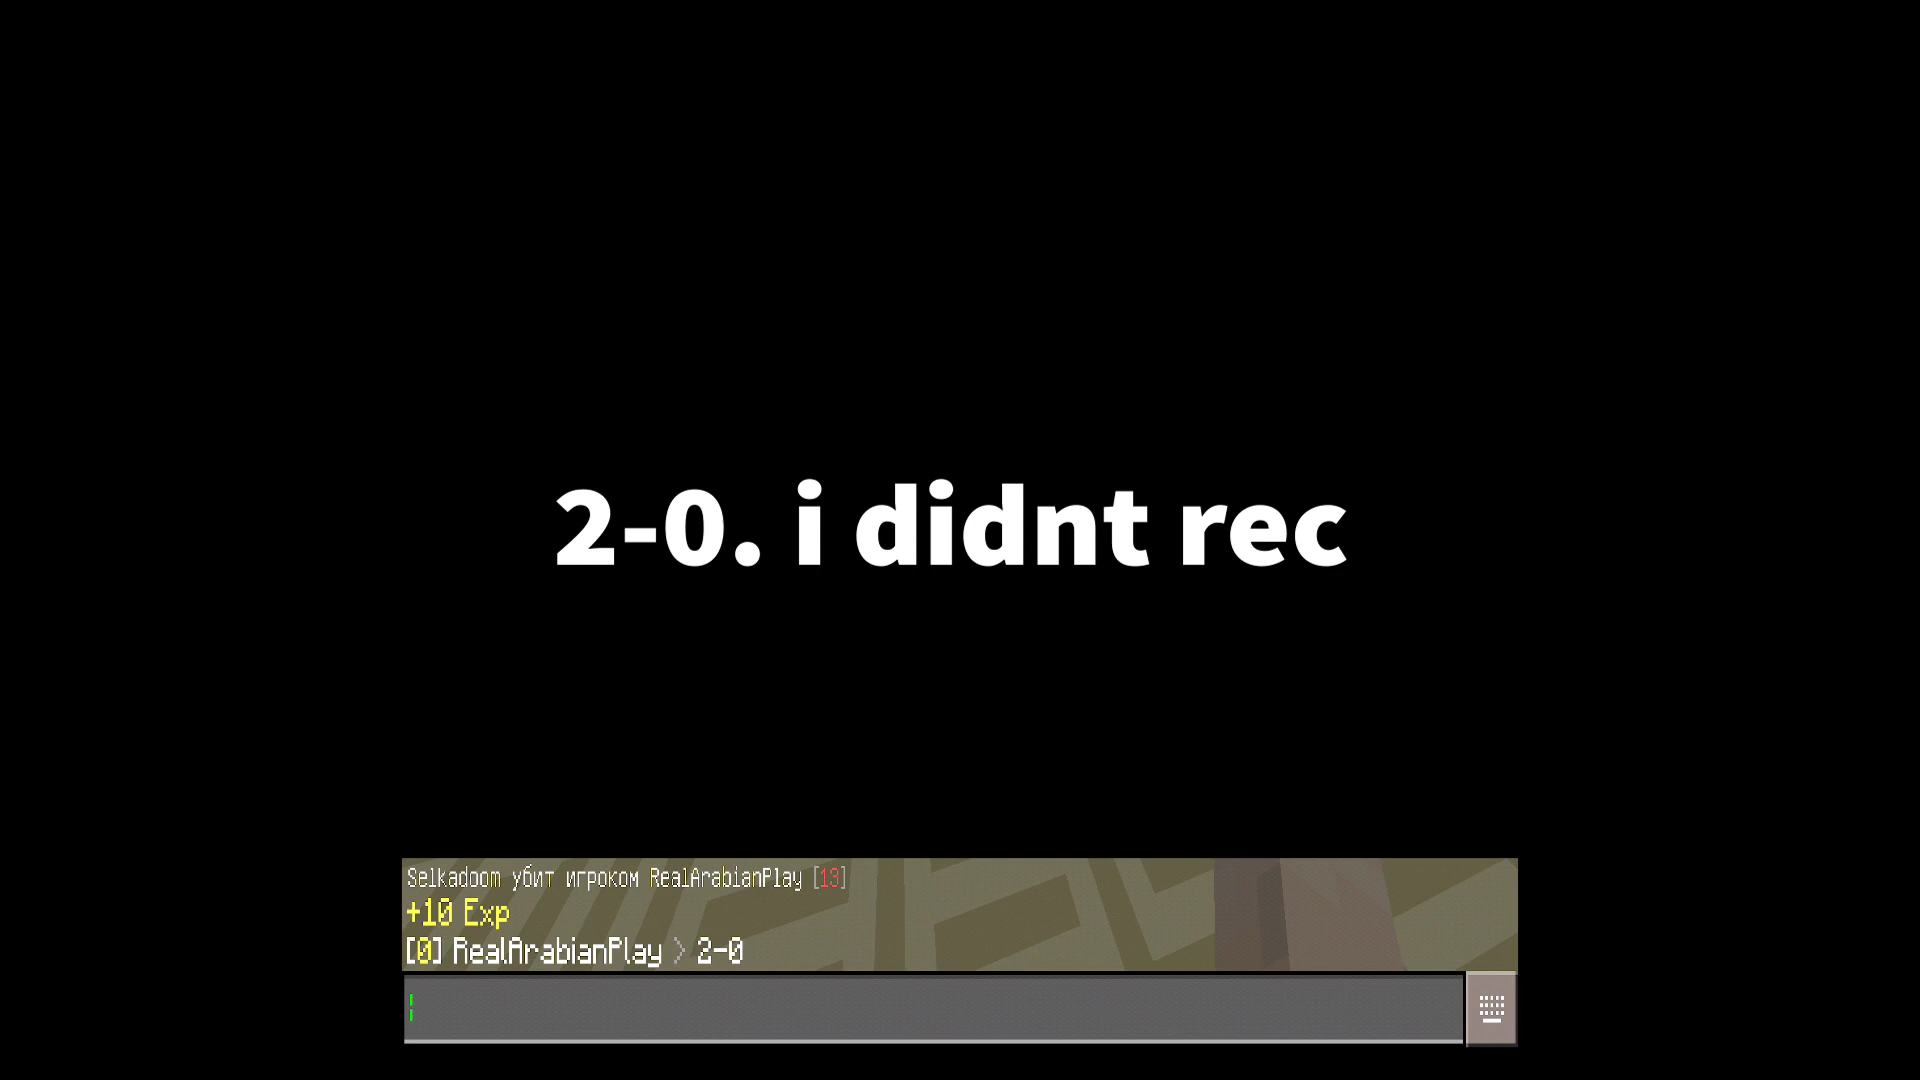 2-0. i didnt rec
Selkadoom убит игроком RealArabianPlay [13]
+10 Exp
[0] RealArabianPlay > 2-0